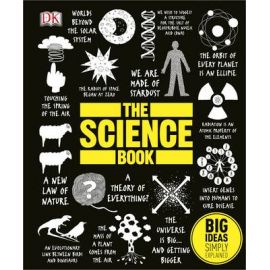 DK
WORLDS
BEYOND
THE SOLAR
SYSTEM
WE WISH TO SUGGEST A
STRUCTURE FOR THE SALT OF
DEOXYRIBOSE NUCLEIC ACID
(DNA)
THE ORBIT OF
EVERY PLANET
IS AN ELLIPSE
THE RADIUS OF SPACE
BEGAN AT ZERO
WE ARE
MADE OF
STARDUST
TOUCHING
THE SPRING
OF THE AIR
THE
SCIENCE
BOOK
RADIATION IS AN
ATOMIC PROPERTY OF THE
ELEMENTS
A NEW
LAW OF
NATURE
A
THEORY OF
EVERYTHING?
INSERT GENES
INTO HUMANS TO
CURE DISEASE
AN EVOLUTIONARY
LINK BETWEEN BIRDS
AND DINOSAURS
THE MASS
OF A
PLANT
COMES FROM
THE AIR
THE
UNIVERSE
IS BIG...
AND GETTING
BIGGER
BIG
IDEAS
SIMPLY
EXPLAINED